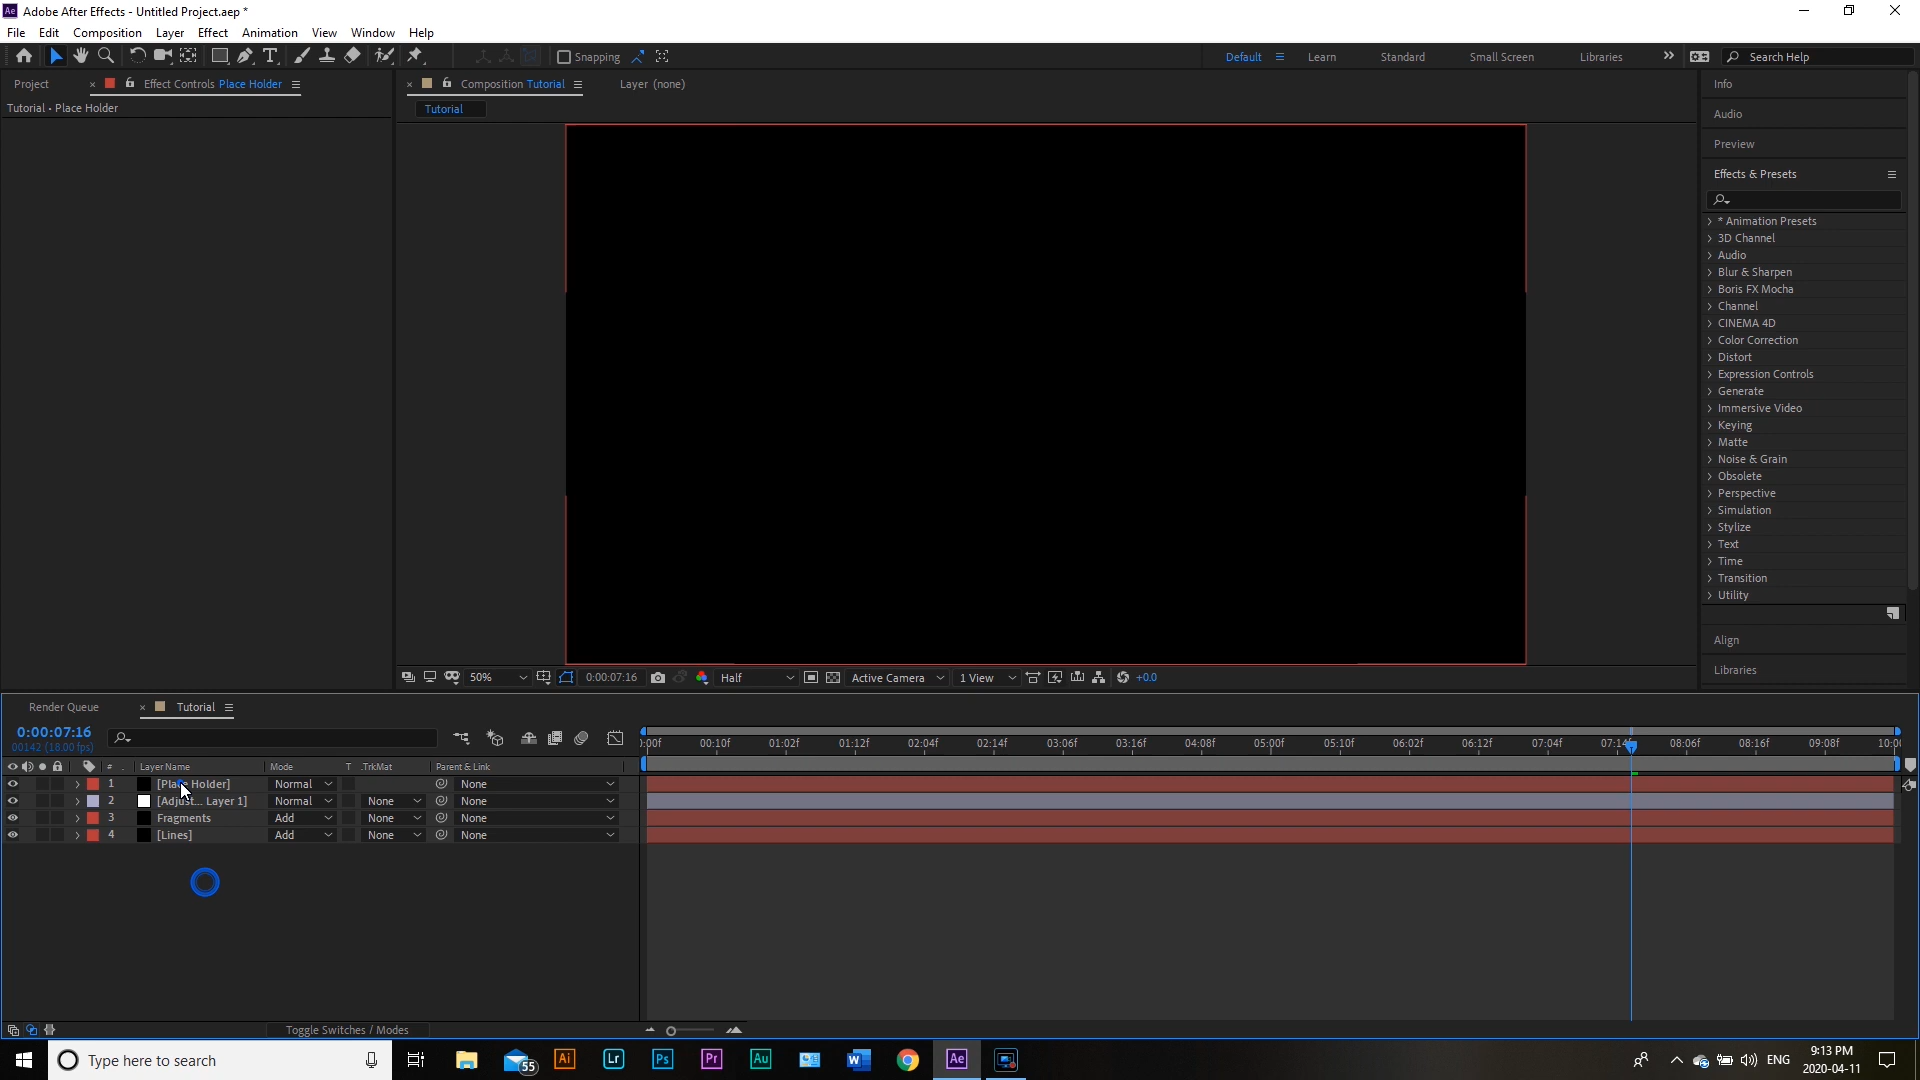 Ae Adobe After Effects - Untitled Project.aep *
File Edit Composition Layer Effect Animation View Window Help
Snapping
Default Learn Standard Small Screen Libraries Search Help
Project Effect Controls Place Holder
Tutorial • Place Holder
Composition Tutorial Layer (none)
Tutorial
Info
Audio
Preview
Effects & Presets
* Animation Presets
3D Channel
Audio
Blur & Sharpen
Boris FX Mocha
Channel
CINEMA 4D
Color Correction
Distort
Expression Controls
Generate
Immersive Video
Keying
Matte
Noise & Grain
Obsolete
Perspective
Simulation
Stylize
Text
Time
Transition
Utility
Align
Libraries
50% 0:00:07:16 Half Active Camera 1 View +0.0
Render Queue Tutorial
0:00:07:16
00142 (18.00 fps)
):00f 00:10f 01:02f 01:12f 02:04f 02:14f 03:06f 03:16f 04:08f 05:00f 05:10f 06:02f 06:12f 07:04f 07:14f 08:06f 08:16f 09:08f 10:0(
# Layer Name Mode T .TrkMat Parent & Link
1 [Place Holder] Normal None
2 [Adjust... Layer 1] Normal None None
3 Fragments Add None None
4 [Lines] Add None None
Toggle Switches / Modes
Type here to search
55 Ai Lr Ps Pr Au W Ae
ENG
9:13 PM
2020-04-11